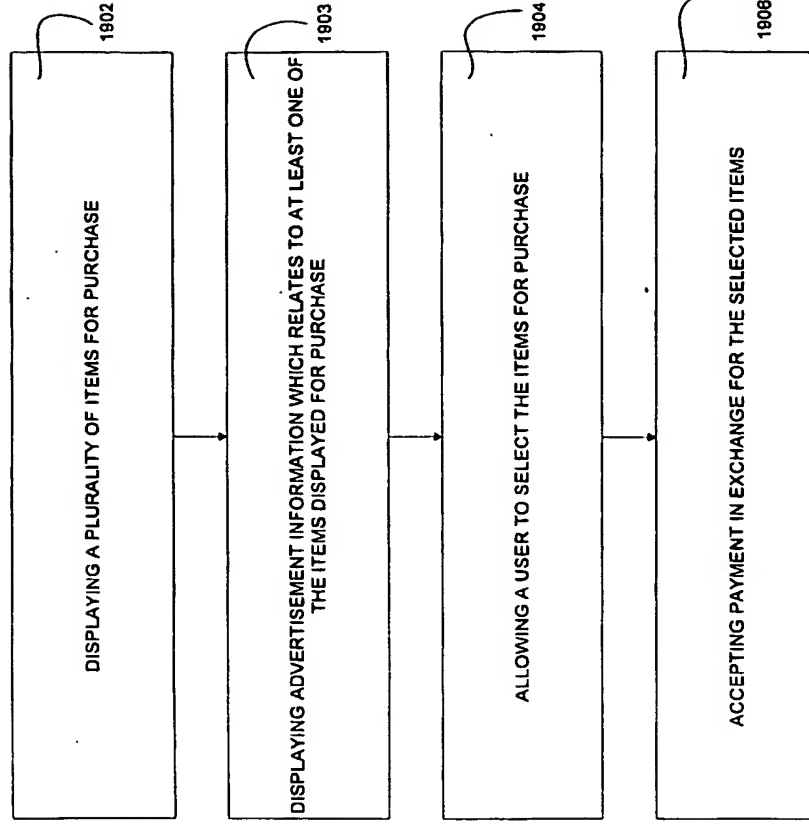 1902
DISPLAYING A PLURALITY OF ITEMS FOR PURCHASE
1903
DISPLAYING ADVERTISEMENT INFORMATION WHICH RELATES TO AT LEAST ONE OF
THE ITEMS DISPLAYED FOR PURCHASE
1904
ALLOWING A USER TO SELECT THE ITEMS FOR PURCHASE
1906
ACCEPTING PAYMENT IN EXCHANGE FOR THE SELECTED ITEMS